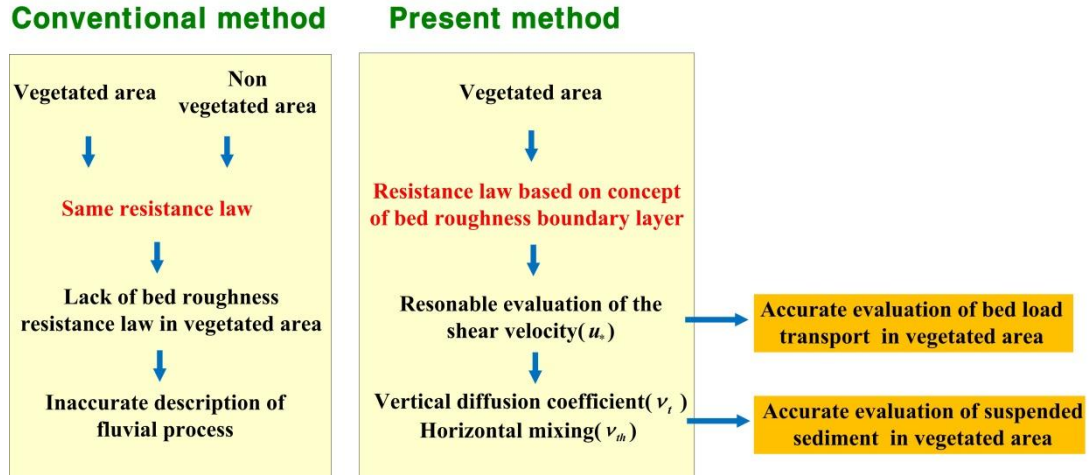 Conventional method
Present method
Vegetated area
Non
vegetated area
Same resistance law
Lack of bed roughness
resistance law in vegetated area
Inaccurate description of
fluvial process
Vegetated area
Resistance law based on concept
of bed roughness boundary layer
Resonable evaluation of the
shear velocity(u*)
Vertical diffusion coefficient(νt)
Horizontal mixing(νth)
Accurate evaluation of bed load
transport in vegetated area
Accurate evaluation of suspended
sediment in vegetated area